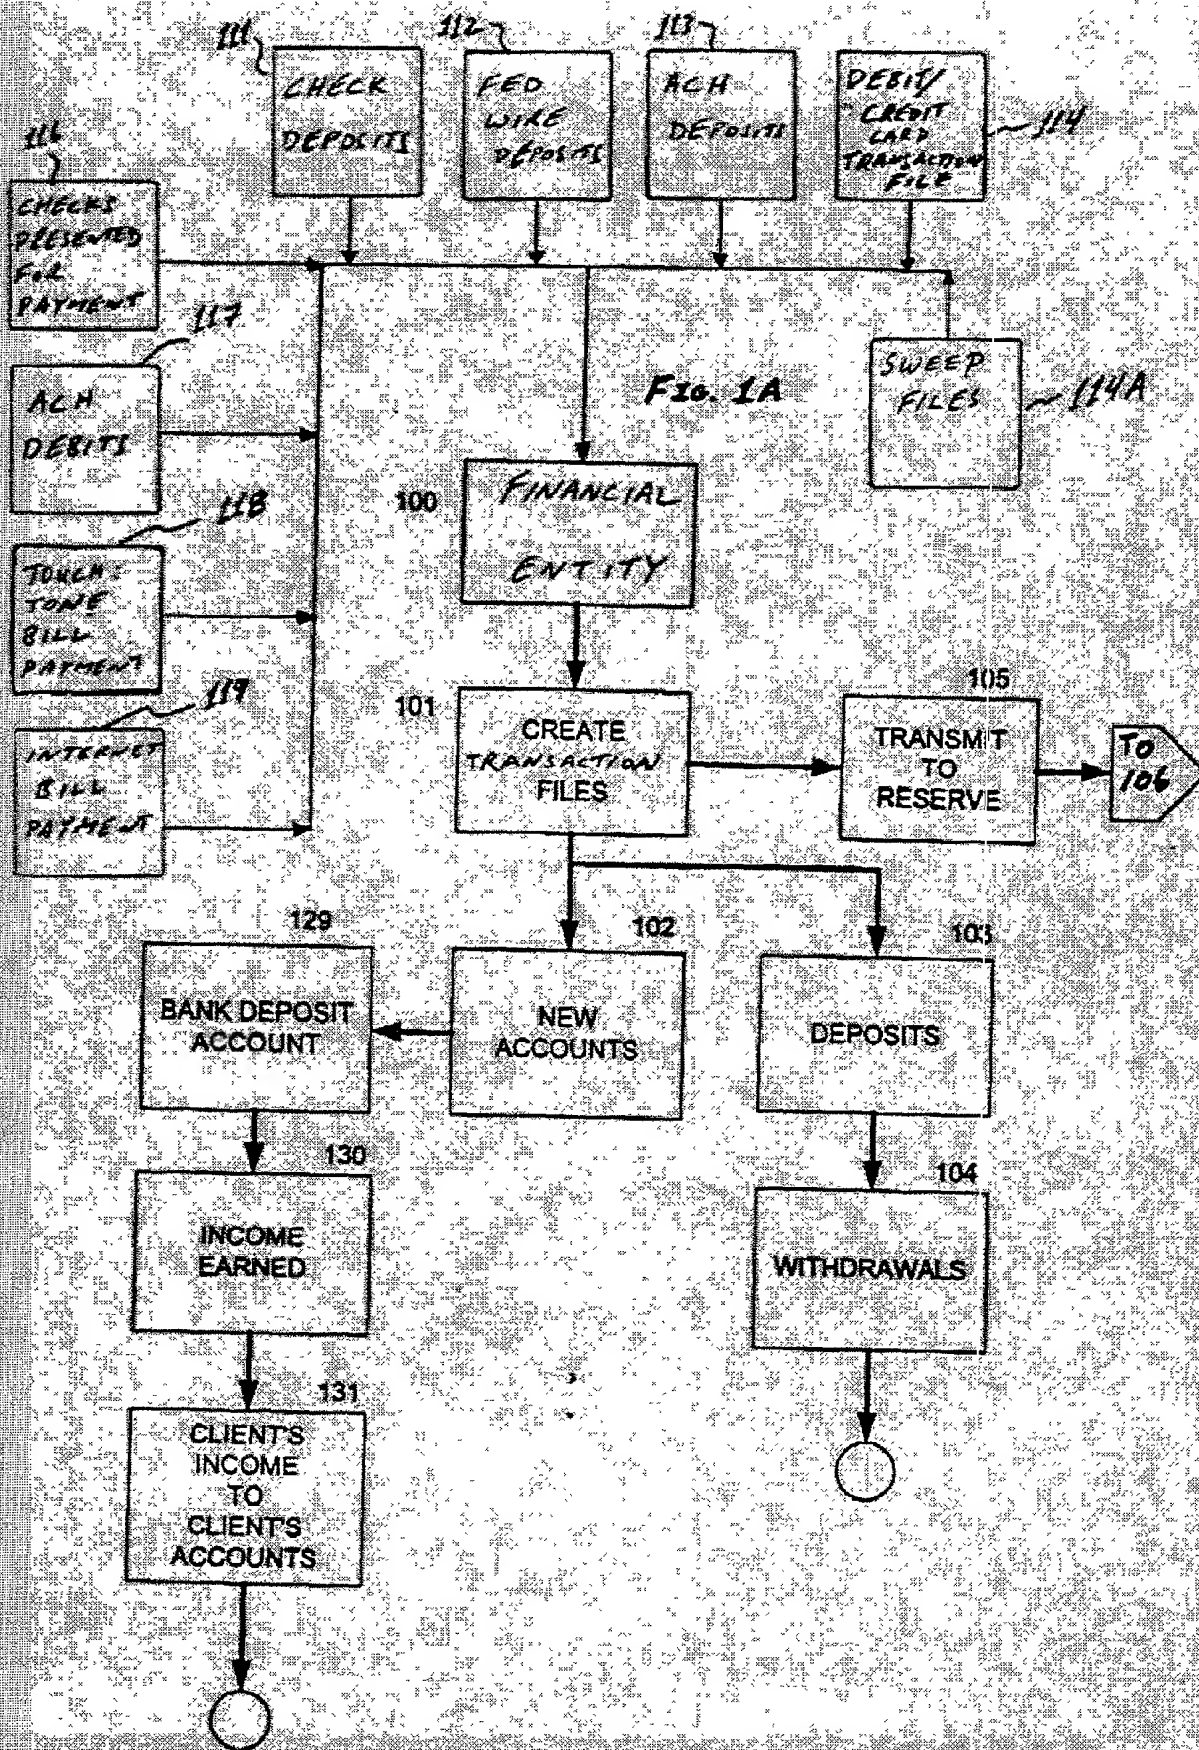 111
CHECK
DEPOSITS
112
FED
WIRE
DEPOSITS
113
ACH
DEPOSITS
DEBIT/
CREDIT
CARD
TRANSACTION
FILE
114
116
CHECKS
PRESENTED
FOR
PAYMENT
117
ACH
DEBITS
118
TOUCH-
TONE
BILL
PAYMENT
119
INTERNET
BILL
PAYMENT
SWEEP
FILES
114A
FIG. 1A
100
FINANCIAL
ENTITY
101
CREATE
TRANSACTION
FILES
105
TRANSMIT
TO
RESERVE
TO
106
129
BANK DEPOSIT
ACCOUNT
102
NEW
ACCOUNTS
103
DEPOSITS
130
INCOME
EARNED
104
WITHDRAWALS
131
CLIENT'S
INCOME
TO
CLIENT'S
ACCOUNTS